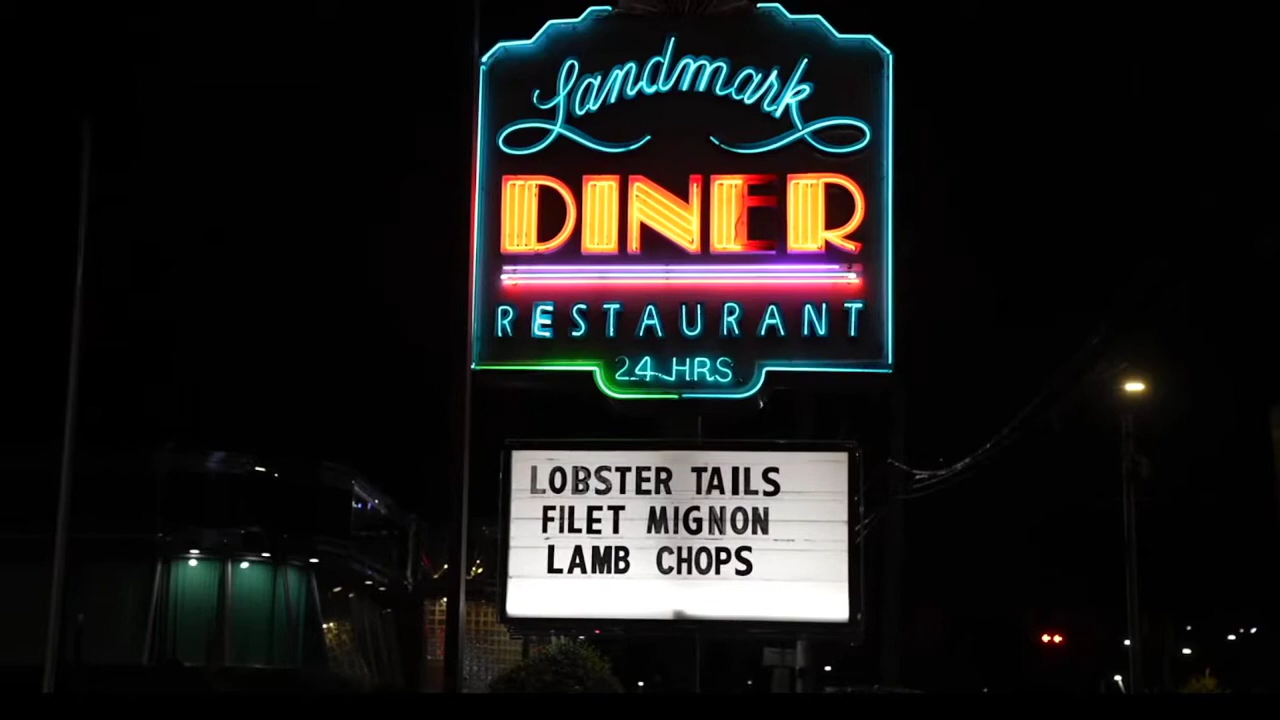 Landmark
DINER
RESTAURANT
24 HRS
LOBSTER TAILS
FILET MIGNON
LAMB CHOPS